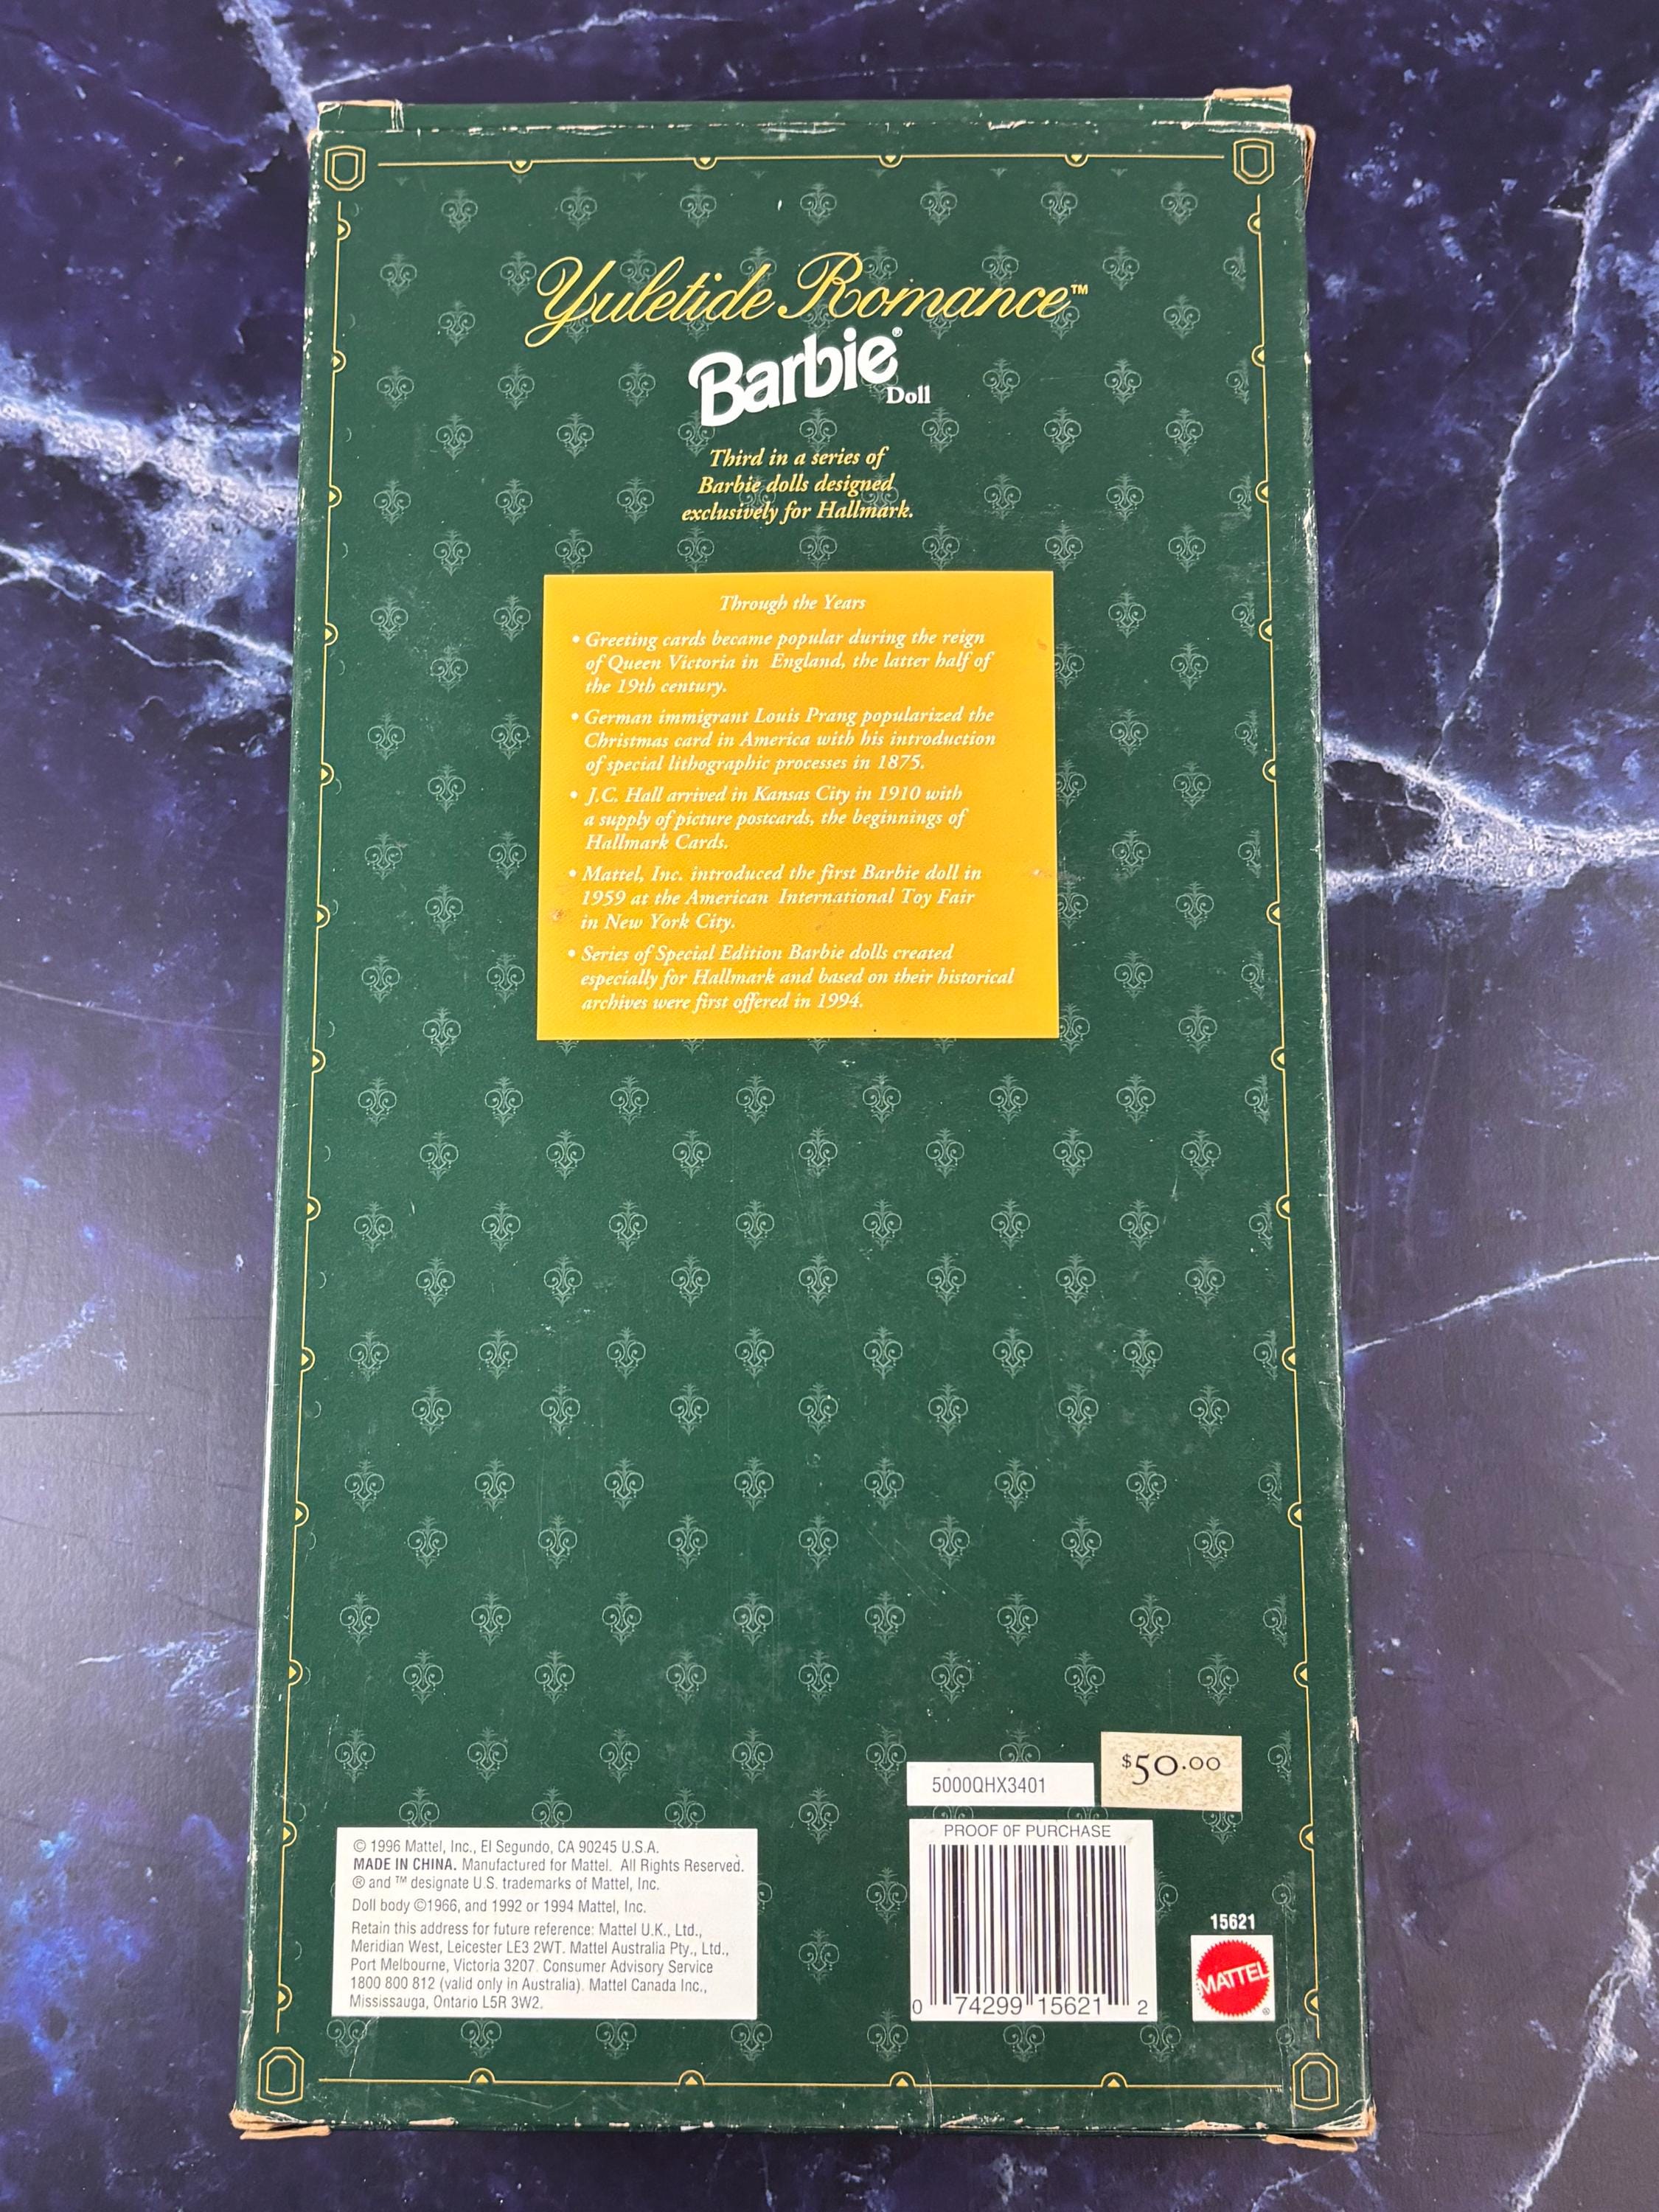 Yuletide Romance™
Barbie®
Doll
Third in a series of
Barbie dolls designed
exclusively for Hallmark.
Through the Years
• Greeting cards became popular during the reign
of Queen Victoria in England, the latter half of
the 19th century.
• German immigrant Louis Prang popularized the
Christmas card in America with his introduction
of special lithographic processes in 1875.
• J.C. Hall arrived in Kansas City in 1910 with
a supply of picture postcards, the beginnings of
Hallmark Cards.
• Mattel, Inc. introduced the first Barbie doll in
1959 at the American International Toy Fair
in New York City.
• Series of Special Edition Barbie dolls created
especially for Hallmark and based on their historical
archives were first offered in 1994.
$50.00
5000QHX3401
PROOF OF PURCHASE
0 74299 15621 2
15621
MATTEL®
© 1996 Mattel, Inc., El Segundo, CA 90245 U.S.A.
MADE IN CHINA. Manufactured for Mattel. All Rights Reserved.
® and ™ designate U.S. trademarks of Mattel, Inc.
Doll body ©1966, and 1992 or 1994 Mattel, Inc.
Retain this address for future reference: Mattel U.K., Ltd.,
Meridian West, Leicester LE3 2WT. Mattel Australia Pty., Ltd.,
Port Melbourne, Victoria 3207. Consumer Advisory Service
1800 800 812 (valid only in Australia). Mattel Canada Inc.,
Mississauga, Ontario L5R 3W2.